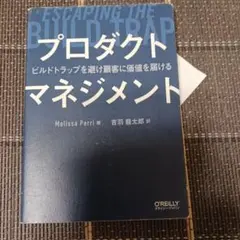 ESCAPING THE
BUILD TRAP
プロダクト
ビルドトラップを避け顧客に価値を届ける
マネジメント
Melissa Perri 著
吉羽 龍太郎 訳
O'REILLY